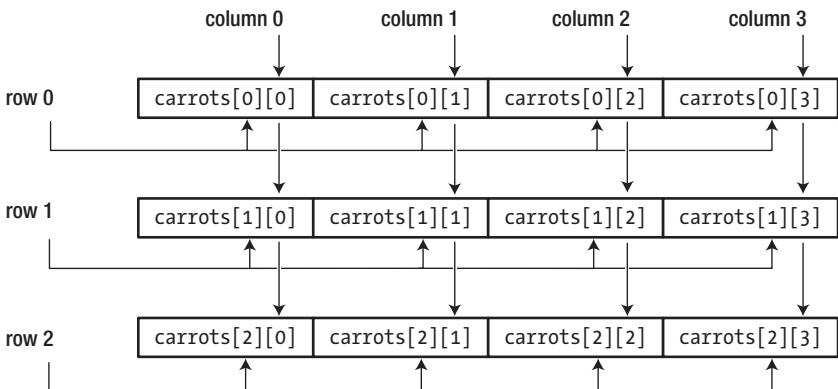 column 0 column 1 column 2 column 3
row 0 carrots[0][0] carrots[0][1] carrots[0][2] carrots[0][3]
row 1 carrots[1][0] carrots[1][1] carrots[1][2] carrots[1][3]
row 2 carrots[2][0] carrots[2][1] carrots[2][2] carrots[2][3]